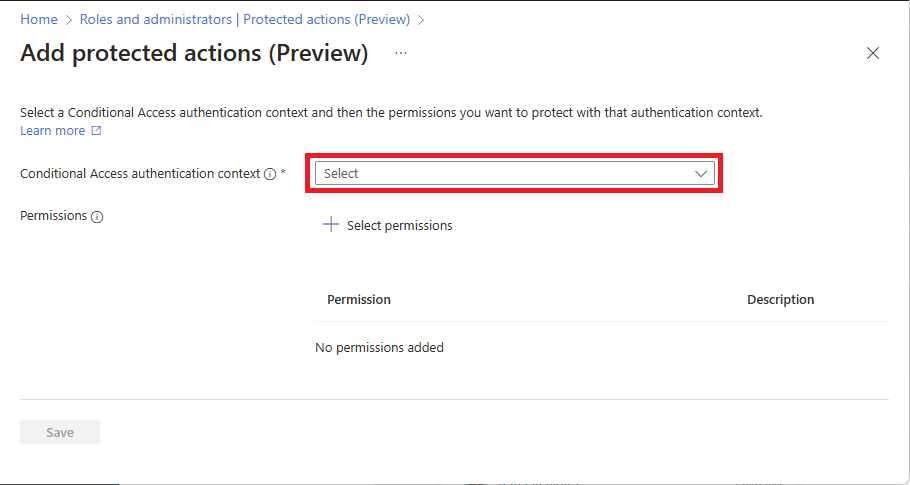 Home > Roles and administrators | Protected actions (Preview) >
Add protected actions (Preview) ...
Select a Conditional Access authentication context and then the permissions you want to protect with that authentication context.
Learn more
Conditional Access authentication context *
Select
Permissions
Select permissions
Permission Description
No permissions added
Save